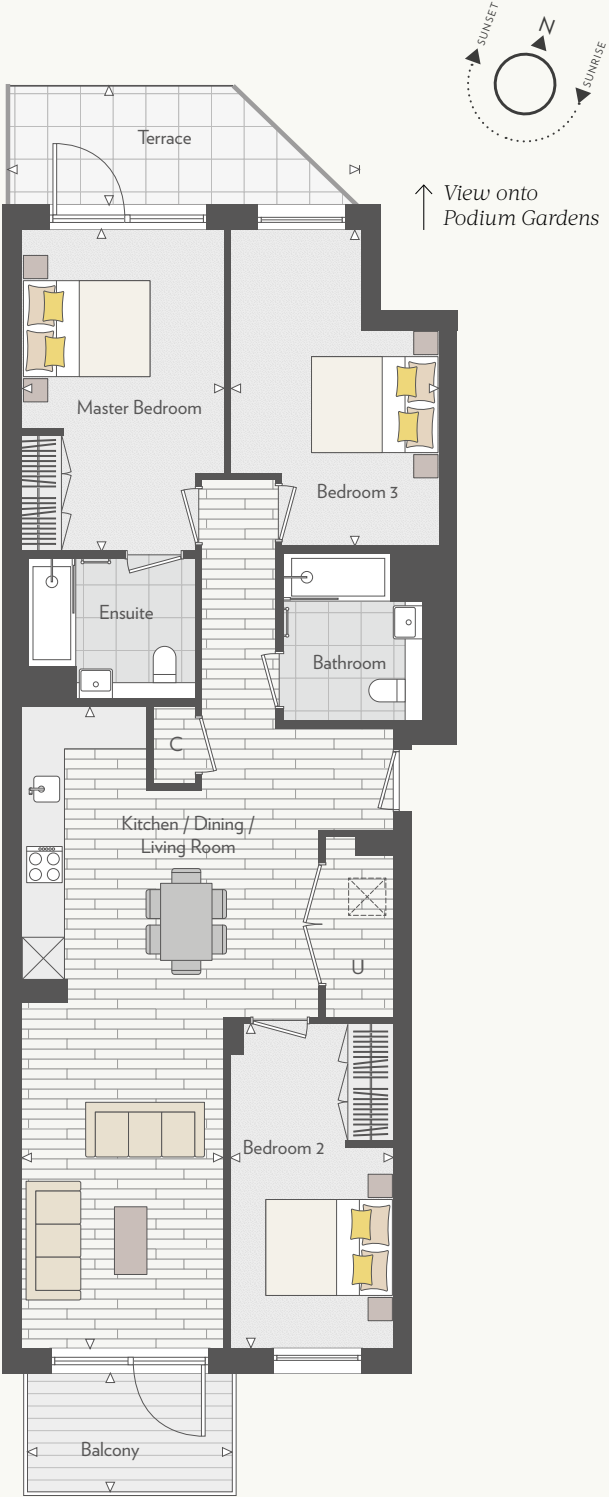 SUNSET
N
SUNRISE
Terrace
View onto
Podium Gardens
Master Bedroom
Bedroom 3
Ensuite
Bathroom
C
Kitchen / Dining /
Living Room
U
Bedroom 2
Balcony